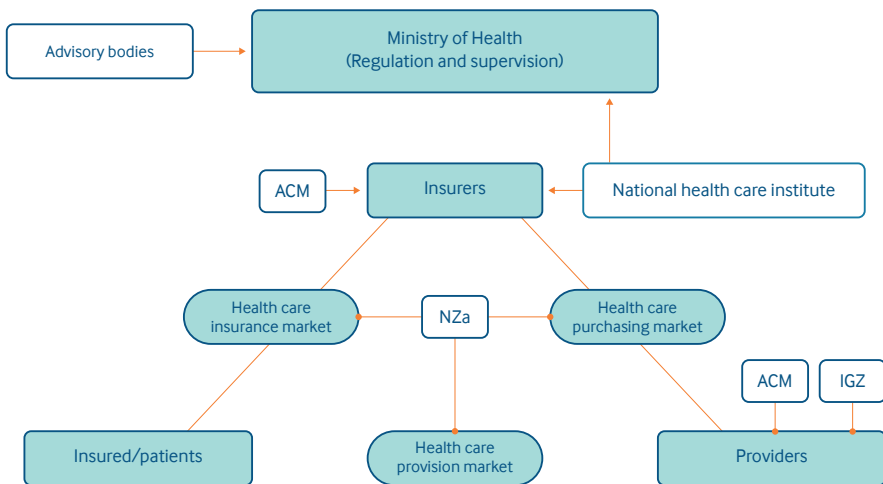 Ministry of Health
(Regulation and supervision)
Advisory bodies
ACM
Insurers
National health care institute
Health care
insurance market
NZa
Health care
purchasing market
ACM
IGZ
Insured/patients
Health care
provision market
Providers